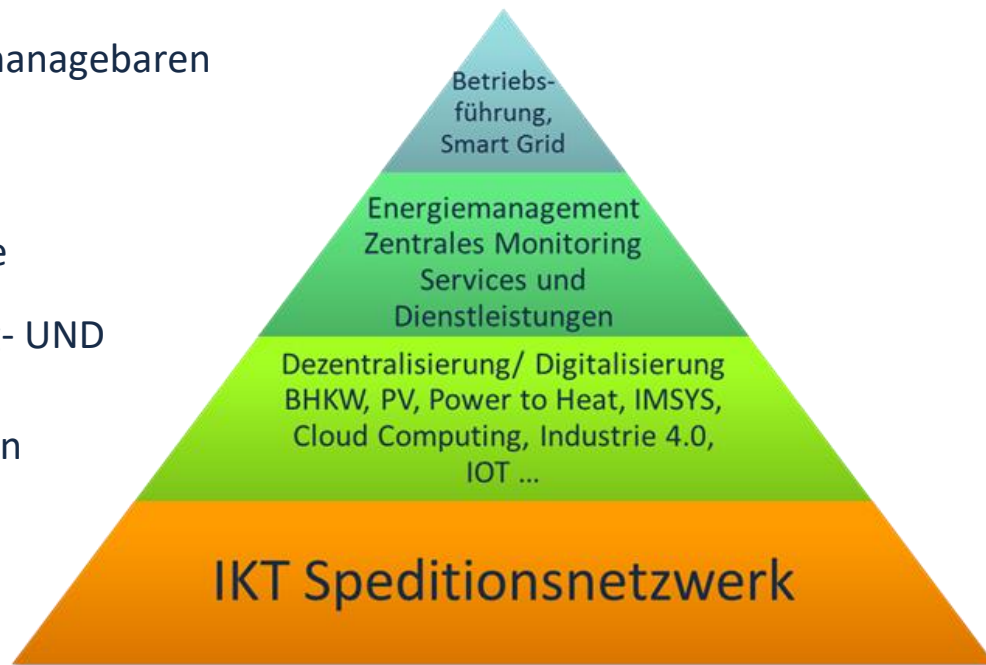 managebaren
e
- UND
n
Betriebs-
führung,
Smart Grid
Energiemanagement
Zentrales Monitoring
Services und
Dienstleistungen
Dezentralisierung/ Digitalisierung
BHKW, PV, Power to Heat, IMSYS,
Cloud Computing, Industrie 4.0,
IOT ...
IKT Speditionsnetzwerk